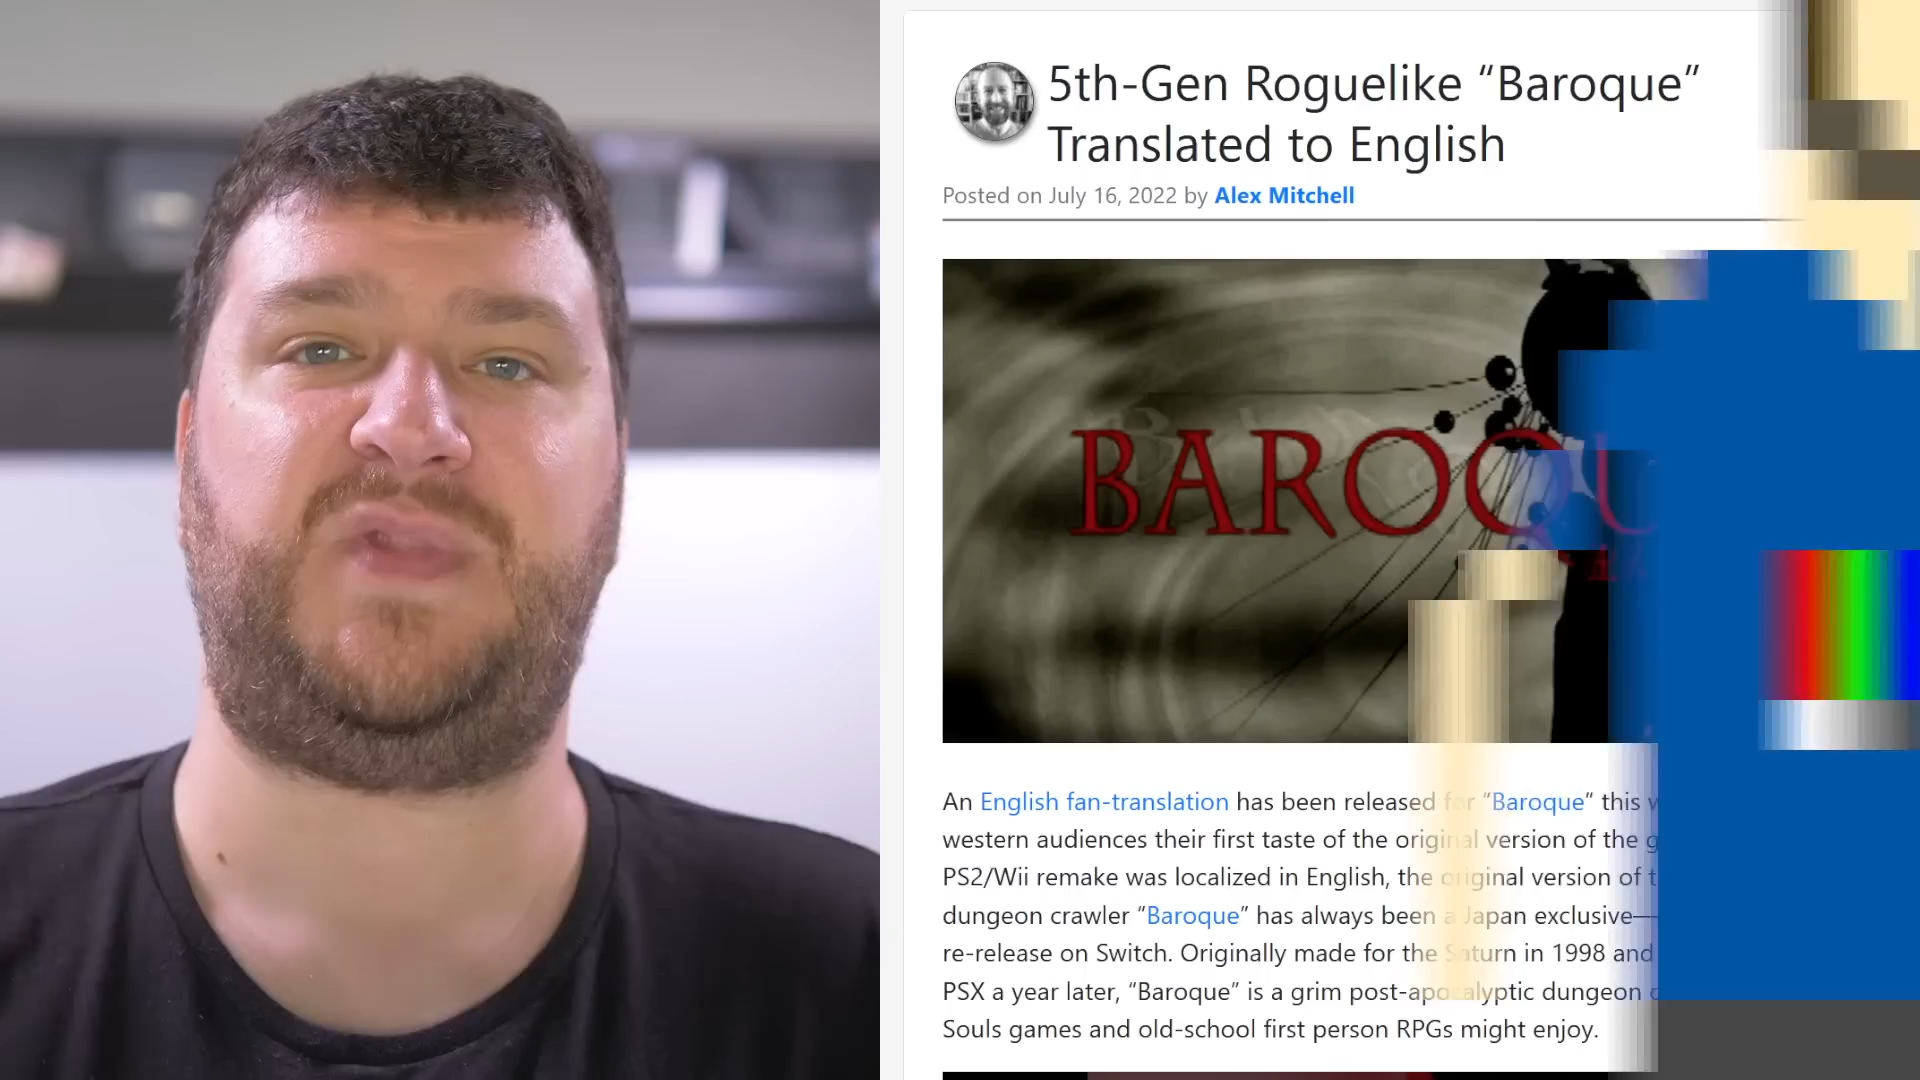 5th-Gen Roguelike “Baroque”
Translated to English
Posted on July 16, 2022 by Alex Mitchell
BAROQU
An English fan-translation has been released for “Baroque” this
western audiences their first taste of the original version of the
PS2/Wii remake was localized in English, the original version of
dungeon crawler “Baroque” has always been a Japan exclusive—
re-release on Switch. Originally made for the Saturn in 1998 and
PSX a year later, “Baroque” is a grim post-apocalyptic dungeon
Souls games and old-school first person RPGs might enjoy.